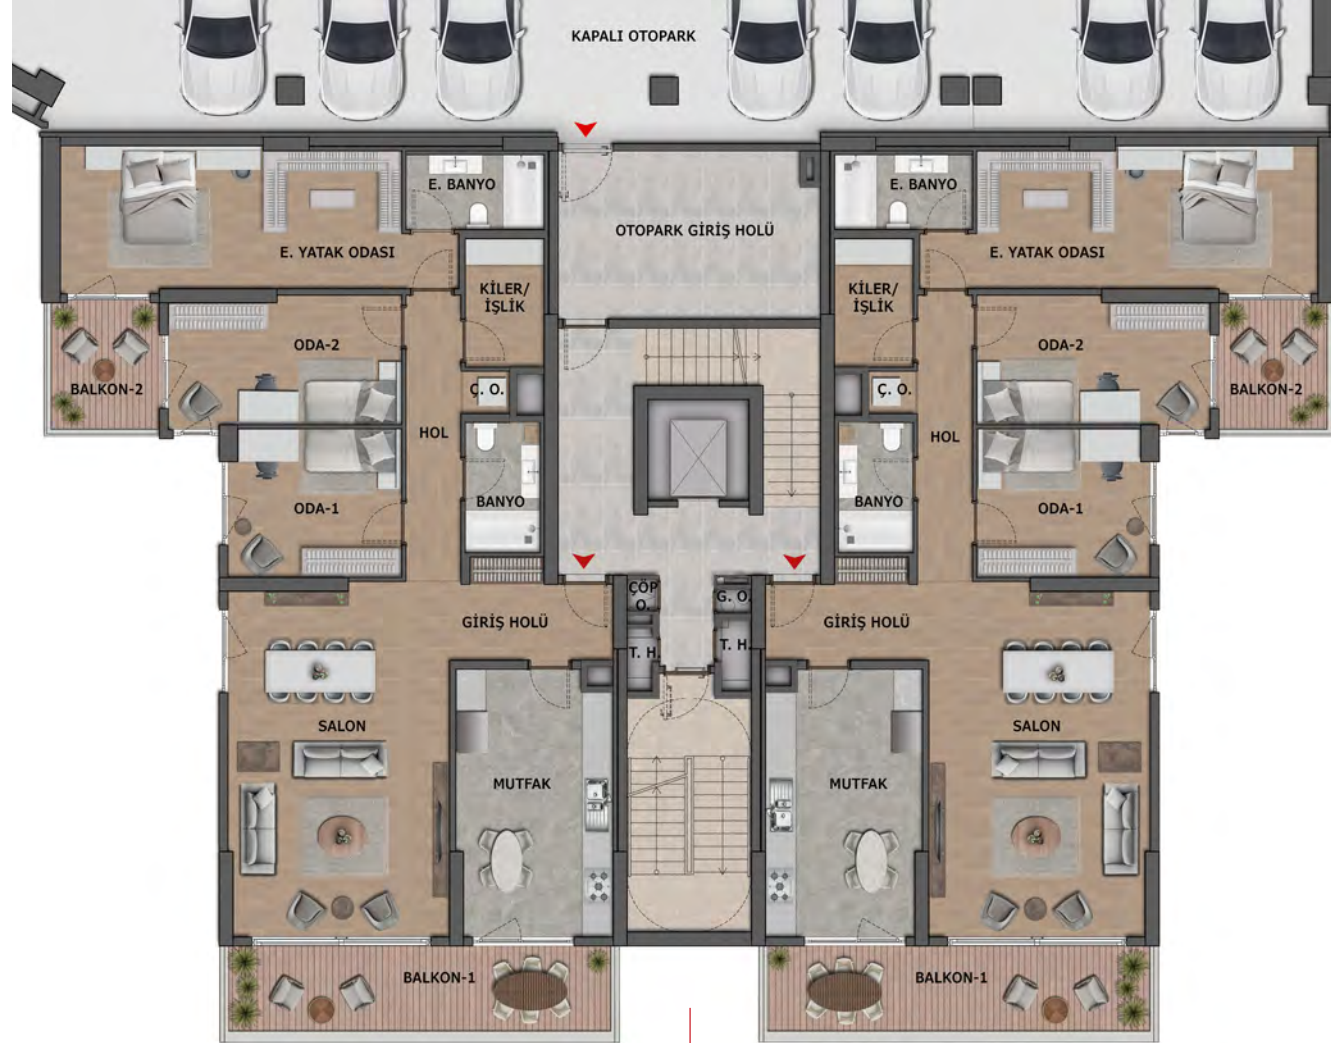 KAPALI OTOPARK
E. BANYO
E. BANYO
OTOPARK GİRİŞ HOLÜ
E. YATAK ODASI
E. YATAK ODASI
KİLER/
İŞLİK
KİLER/
İŞLİK
ODA-2
ODA-2
BALKON-2
Ç. O.
Ç. O.
BALKON-2
HOL
HOL
BANYO
BANYO
ODA-1
ODA-1
ÇÖP
O.
G. O.
GİRİŞ HOLÜ
GİRİŞ HOLÜ
T. H.
T. H.
SALON
SALON
MUTFAK
MUTFAK
BALKON-1
BALKON-1